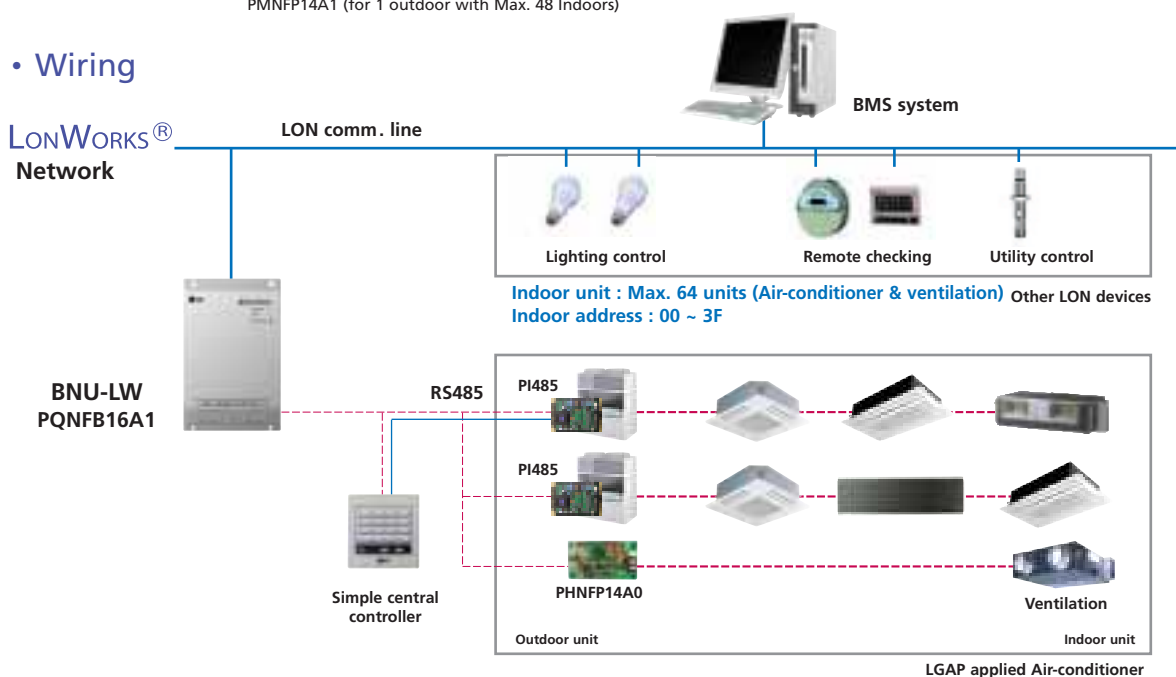 PMNFP14A1 (for 1 outdoor with Max. 48 Indoors)
• Wiring
BMS system
LONWORKS®
Network
LON comm. line
Lighting control
Remote checking
Utility control
Indoor unit : Max. 64 units (Air-conditioner & ventilation)
Other LON devices
Indoor address : 00 ~ 3F
BNU-LW
PQNFB16A1
RS485
PI485
PI485
PHNFP14A0
Ventilation
Simple central
controller
Outdoor unit
Indoor unit
LGAP applied Air-conditioner